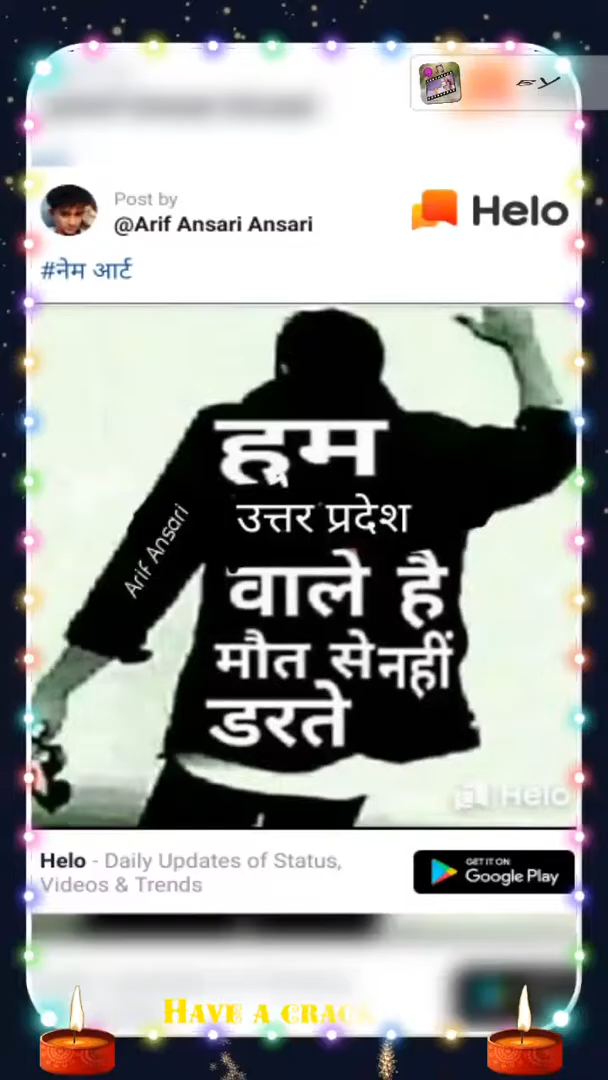 Post by
@Arif Ansari Ansari
Helo
#नेम आर्ट
हम
उत्तर प्रदेश
Arif Ansari
वाले है
मौत से नहीं
डरते
Helo
Helo - Daily Updates of Status,
Videos & Trends
GET IT ON
Google Play
HAVE A